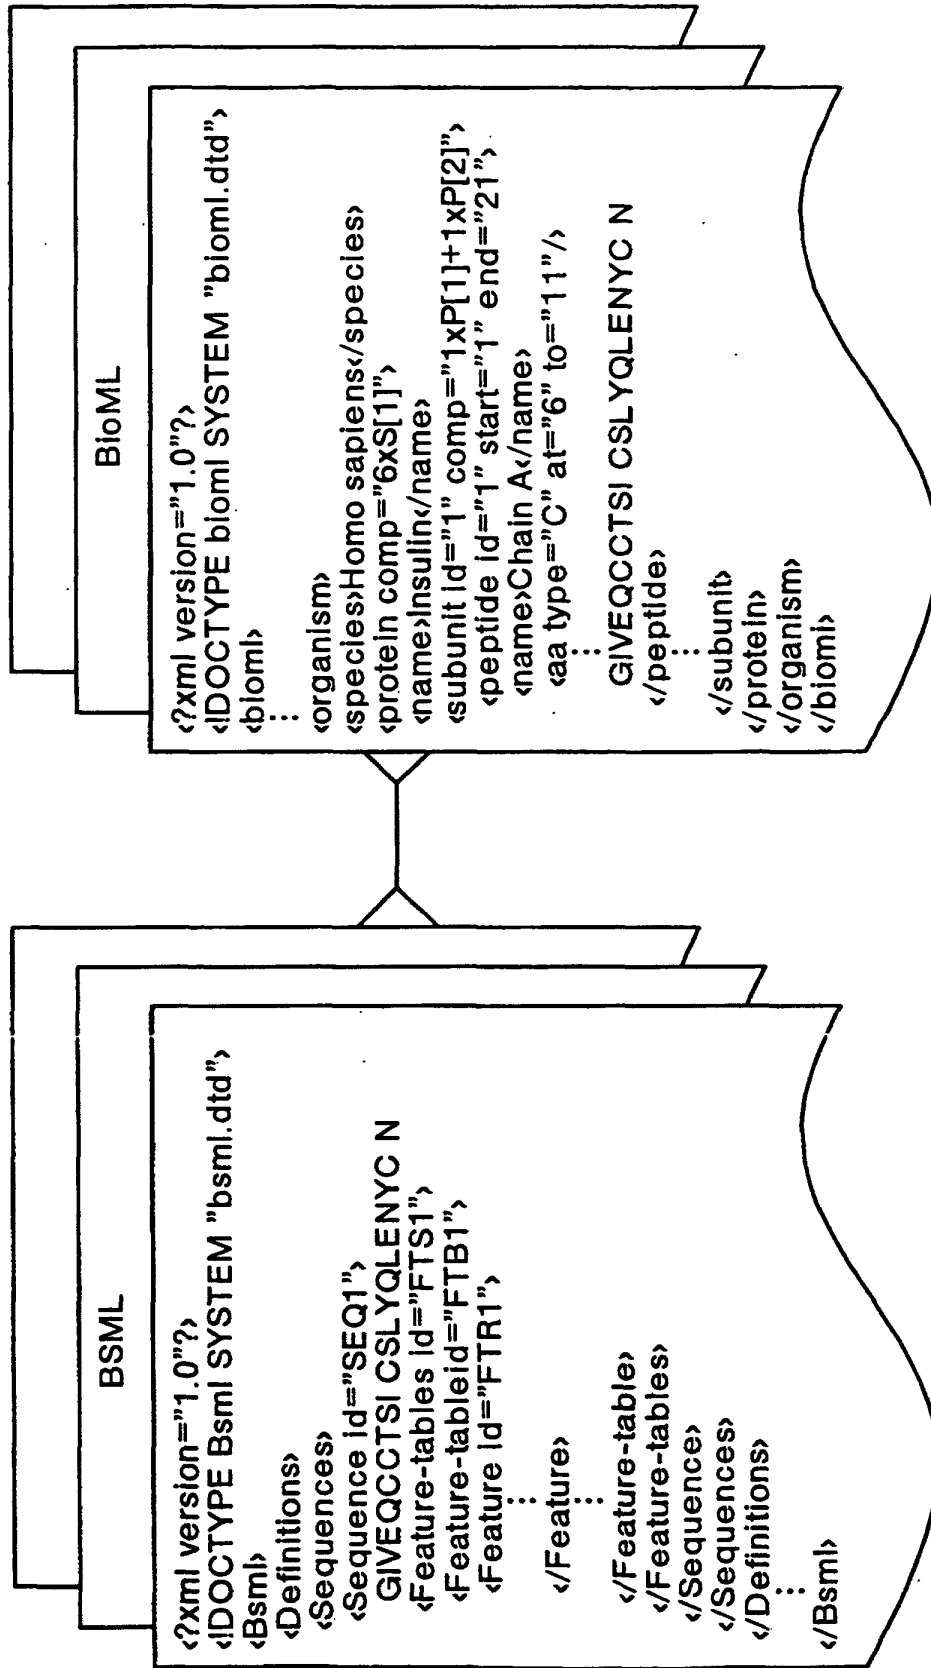 BSML
<?xml version="1.0"?>
<!DOCTYPE Bsml SYSTEM "bsml.dtd">
<Bsml>
<Definitions>
<Sequences>
<Sequence id="SEQ1">
GIVEQCCTSI CSLYQLENYC N
<Feature-tables id="FTS1">
<Feature-tableid="FTB1">
<Feature id="FTR1">
⋮
</Feature>
⋮
</Feature-table>
</Feature-tables>
</Sequence>
</Sequences>
</Definitions>
⋮
</Bsml>
BioML
<?xml version="1.0"?>
<!DOCTYPE bioml SYSTEM "bioml.dtd">
<bioml>
⋮
<organism>
<species>Homo sapiens</species>
<protein comp="6xS[1]">
<name>Insulin</name>
<subunit id="1" comp="1xP[1]+1xP[2]">
<peptide id="1" start="1" end="21">
<name>Chain A</name>
<aa type="C" at="6" to="11"/>
⋮
GIVEQCCTSI CSLYQLENYC N
</peptide>
⋮
</subunit>
</protein>
</organism>
</bioml>